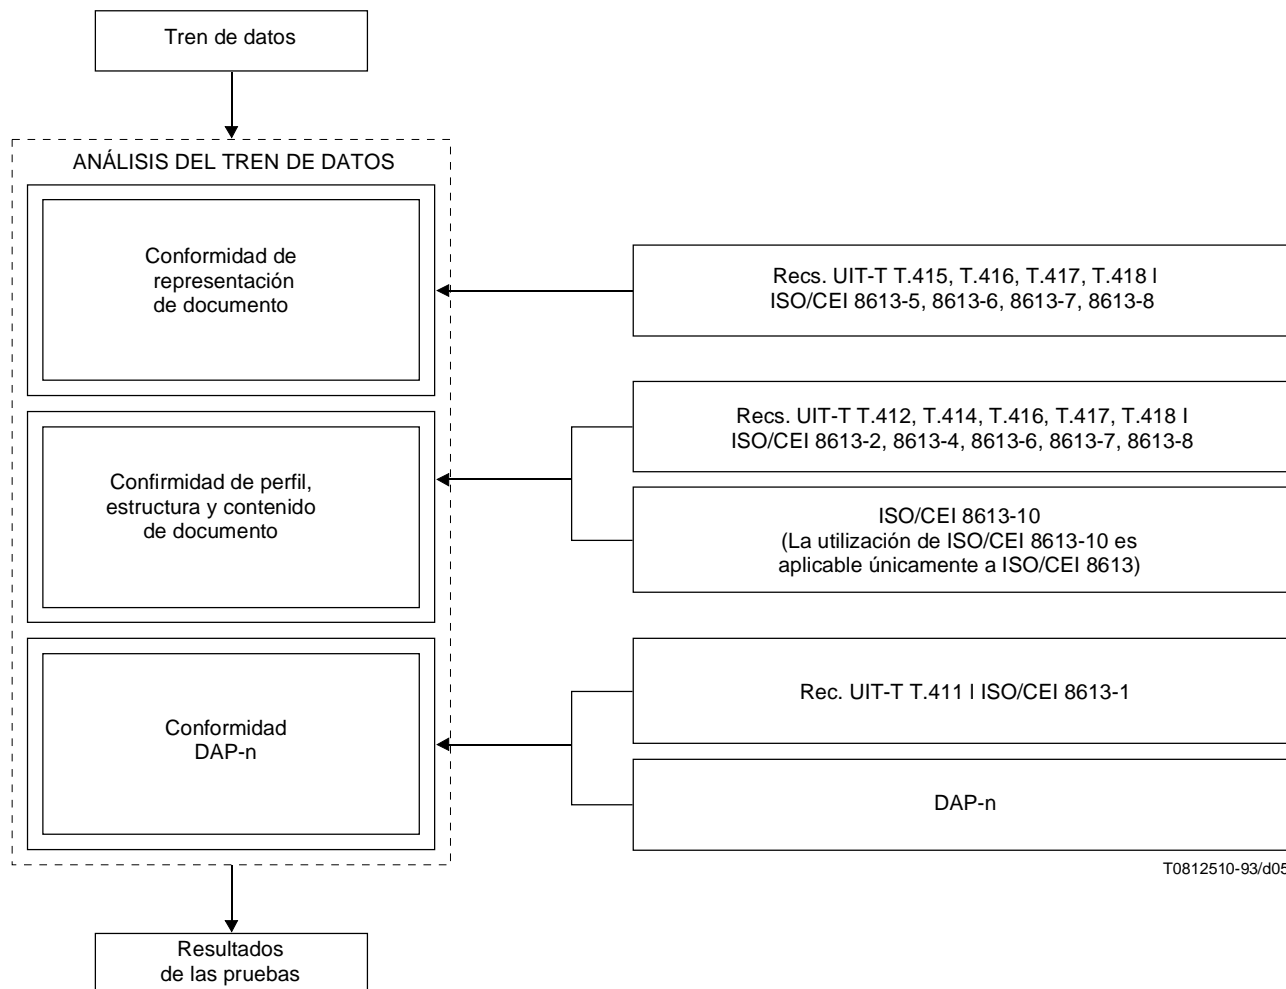 Tren de datos
ANÁLISIS DEL TREN DE DATOS
Conformidad de
representación
de documento
Recs. UIT-T T.415, T.416, T.417, T.418 |
ISO/CEI 8613-5, 8613-6, 8613-7, 8613-8
Confirmidad de perfil,
estructura y contenido
de documento
Recs. UIT-T T.412, T.414, T.416, T.417, T.418 |
ISO/CEI 8613-2, 8613-4, 8613-6, 8613-7, 8613-8
ISO/CEI 8613-10
(La utilización de ISO/CEI 8613-10 es
aplicable únicamente a ISO/CEI 8613)
Conformidad
DAP-n
Rec. UIT-T T.411 | ISO/CEI 8613-1
DAP-n
T0812510-93/d05
Resultados
de las pruebas